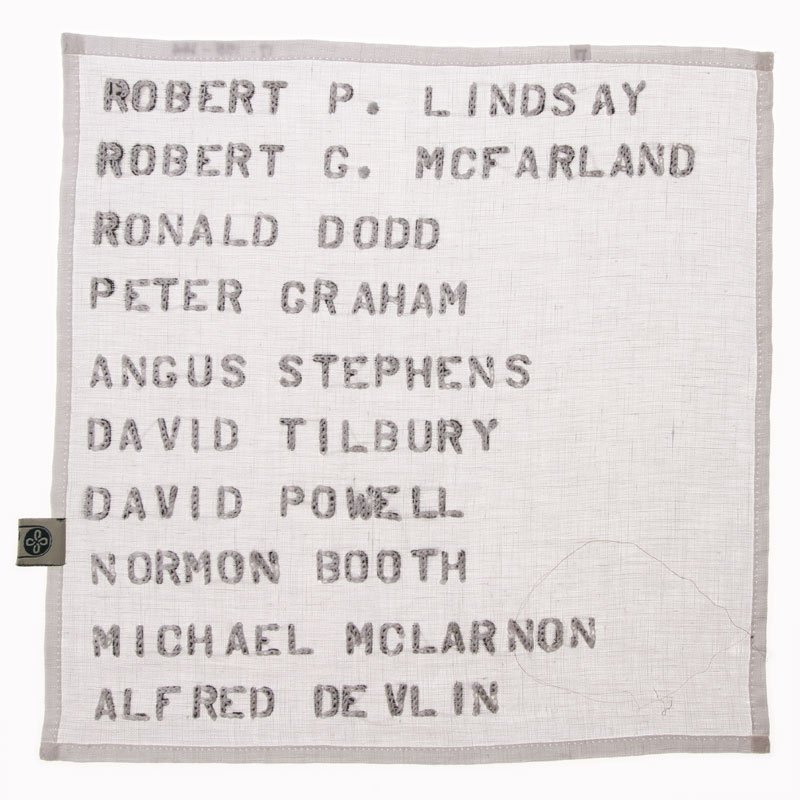 ROBERT P. LINDSAY
ROBERT G. MCFARLAND
RONALD DODD
PETER GRAHAM
ANGUS STEPHENS
DAVID TILBURY
DAVID POWELL
NORMON BOOTH
MICHAEL MCLARNON
ALFRED DEVLIN